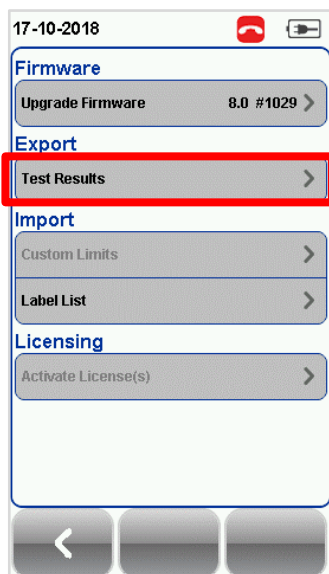 17-10-2018
Firmware
Upgrade Firmware 8.0 #1029
Export
Test Results
Import
Custom Limits
Label List
Licensing
Activate License(s)